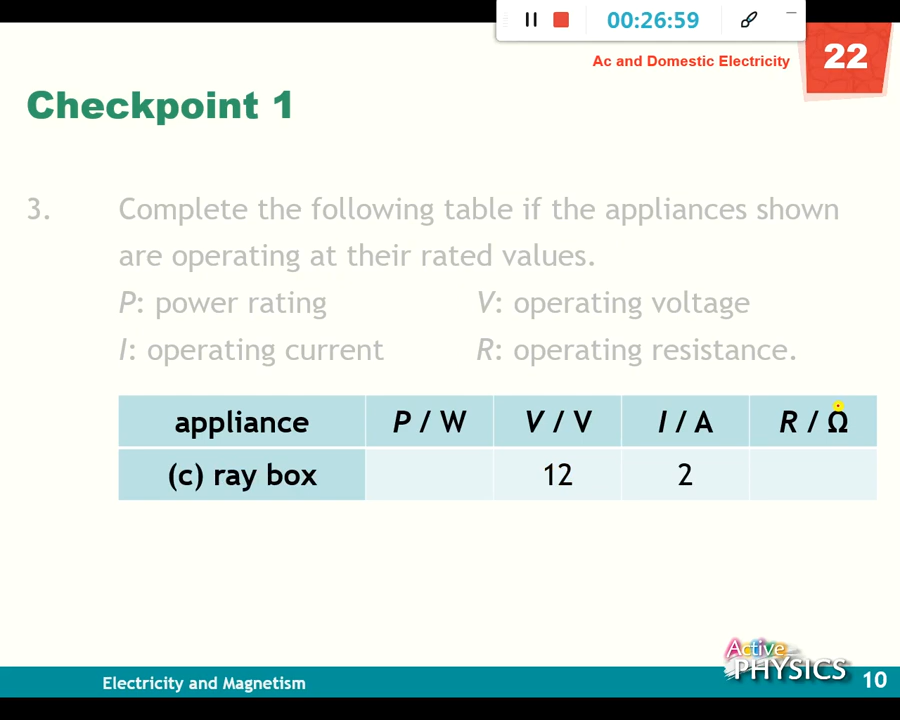 00:26:59
Ac and Domestic Electricity
22
Checkpoint 1
3. Complete the following table if the appliances shown
are operating at their rated values.
P: power rating V: operating voltage
I: operating current R: operating resistance.
appliance P / W V / V I / A R / Ω
(c) ray box 12 2
Active
PHYSICS
Electricity and Magnetism 10